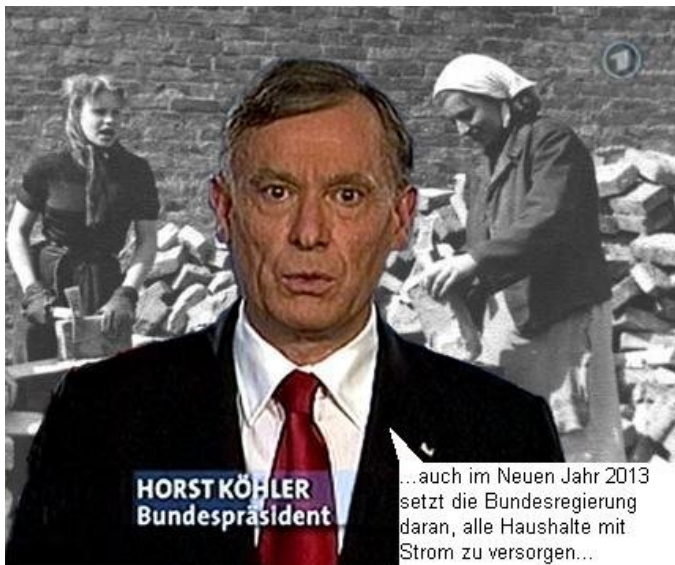 HORST KÖHLER
Bundespräsident
...auch im Neuen Jahr 2013
setzt die Bundesregierung
daran, alle Haushalte mit
Strom zu versorgen...